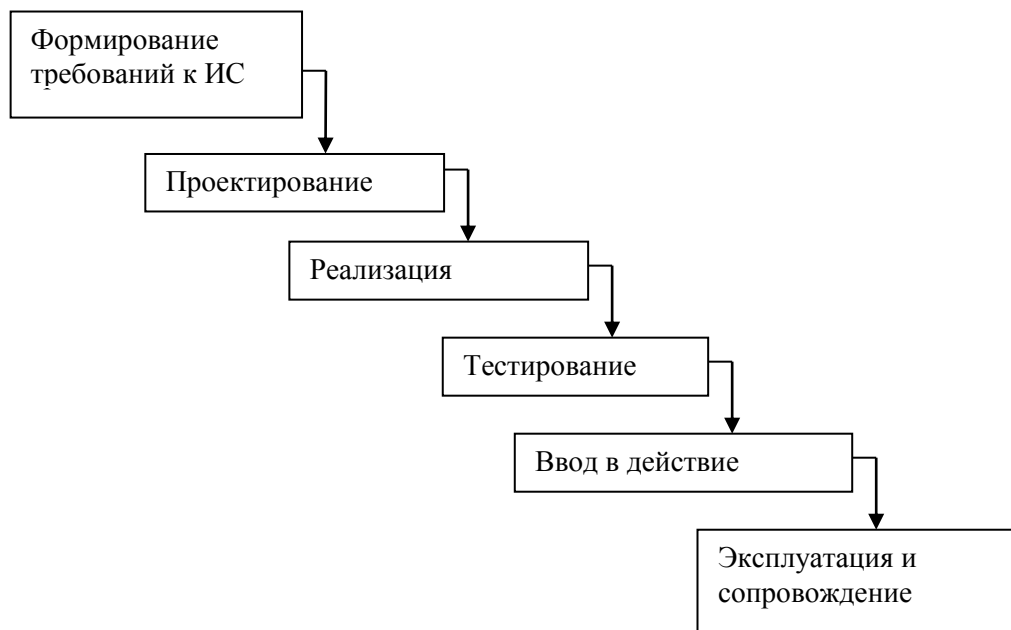 Формирование
требований к ИС
Проектирование
Реализация
Тестирование
Ввод в действие
Эксплуатация и
сопровождение